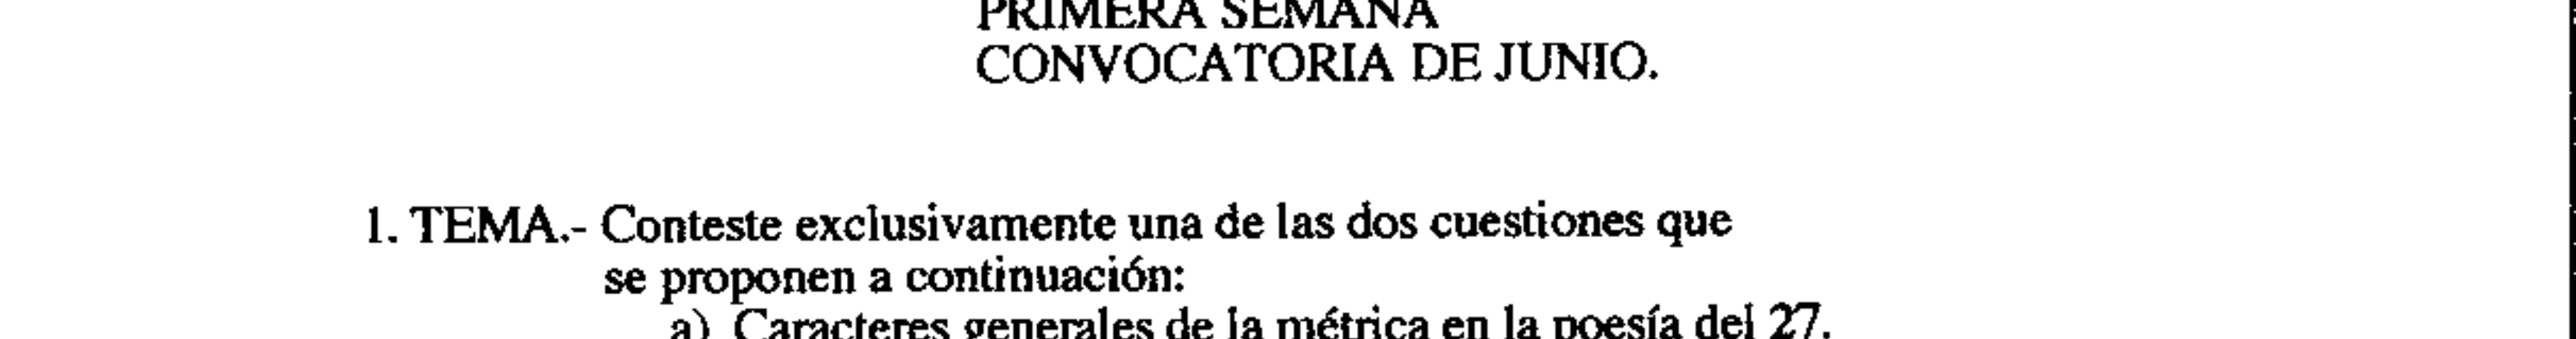 PRIMERA SEMANA
CONVOCATORIA DE JUNIO.
1. TEMA.- Conteste exclusivamente una de las dos cuestiones que
se proponen a continuación:
a) Caracteres generales de la métrica en la poesía del 27.